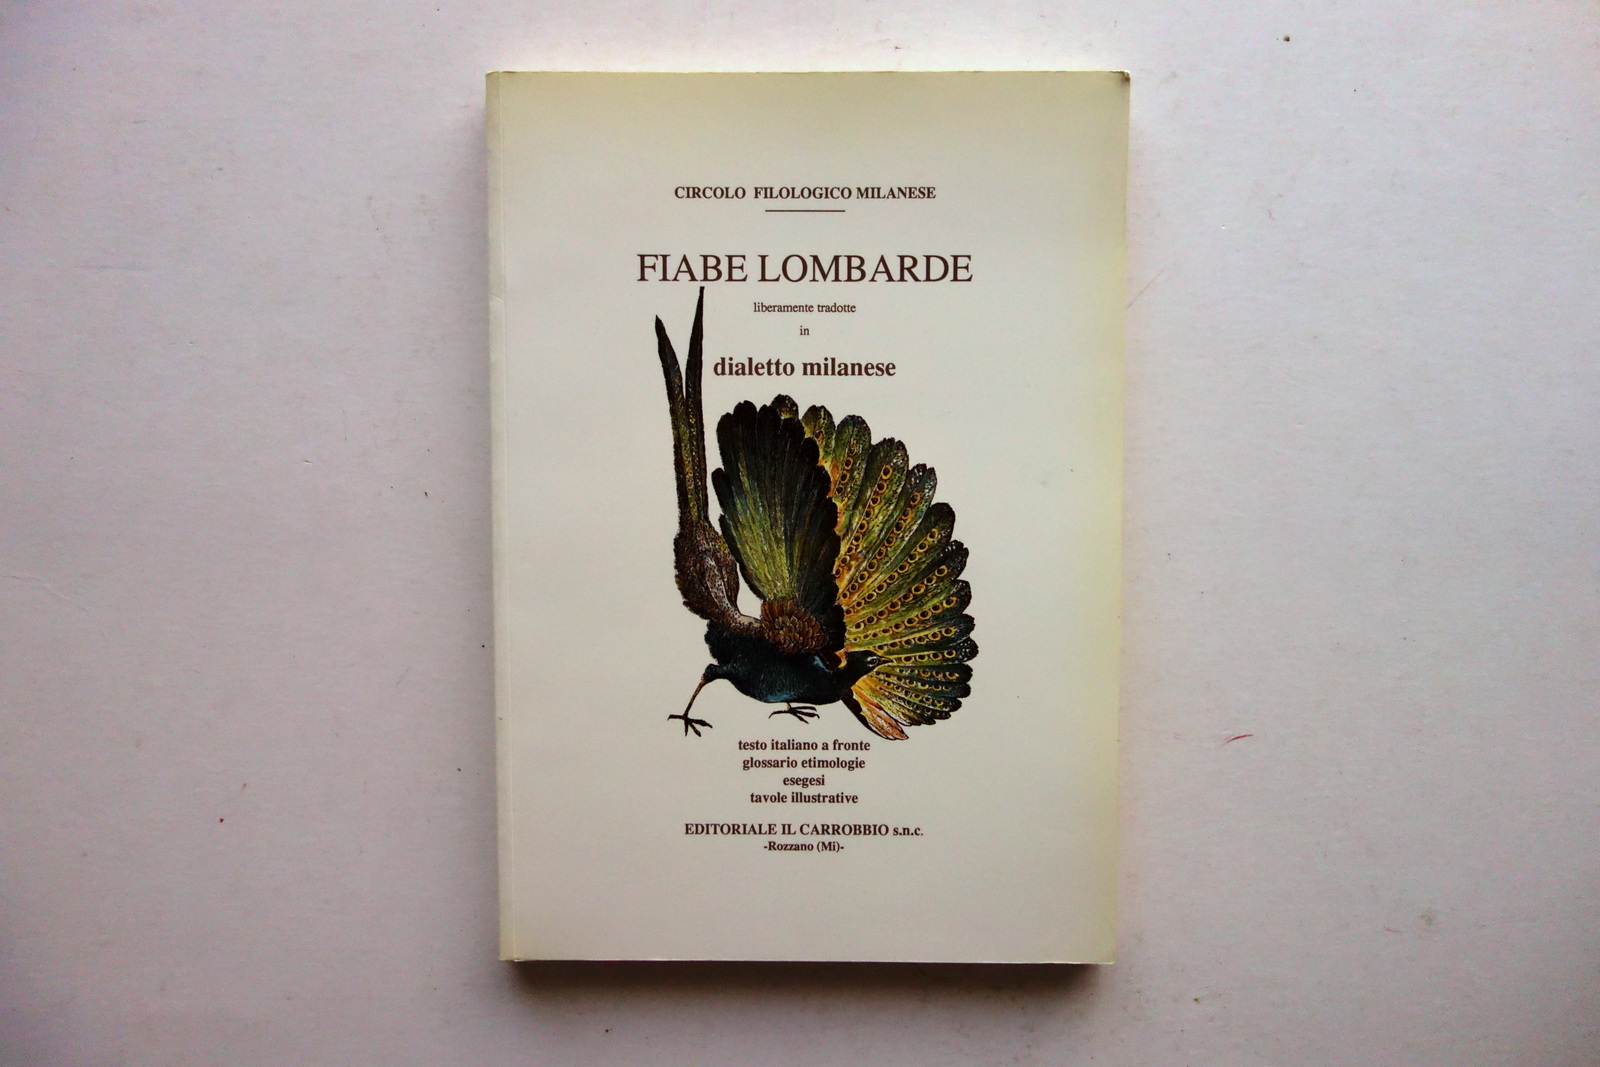 CIRCOLO FILOLOGICO MILANESE
FIABE LOMBARDE
liberamente tradotte
in
dialetto milanese
testo italiano a fronte
glossario etimologie
esegesi
tavole illustrative
EDITORIALE IL CARROBBIO s.n.c.
-Rozzano (Mi)-